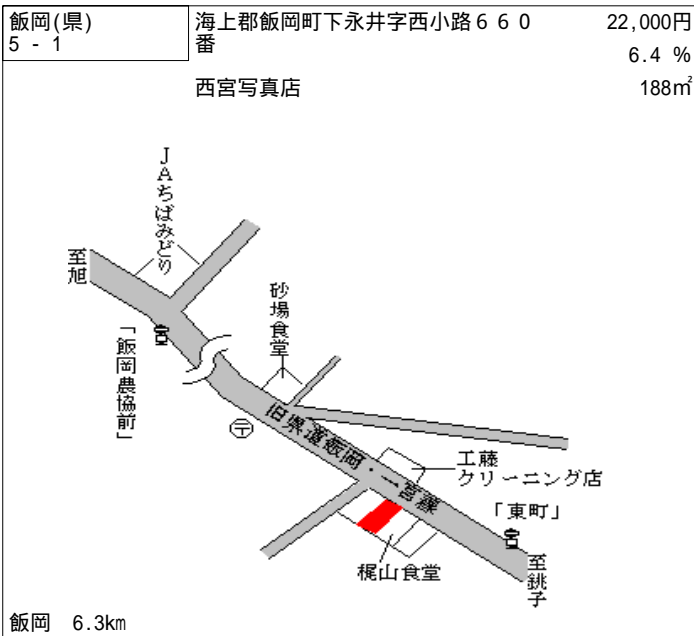 飯岡(県)
5 - 1
海上郡飯岡町下永井字西小路６６０
番
西宮写真店
22,000円
6.4 %
188㎡
ＪＡちばみどり
至旭
「飯岡農協前」
砂場食堂
〒
旧県道飯岡・一宮線
工藤
クリーニング店
「東町」
梶山食堂
至銚子
飯岡 6.3km